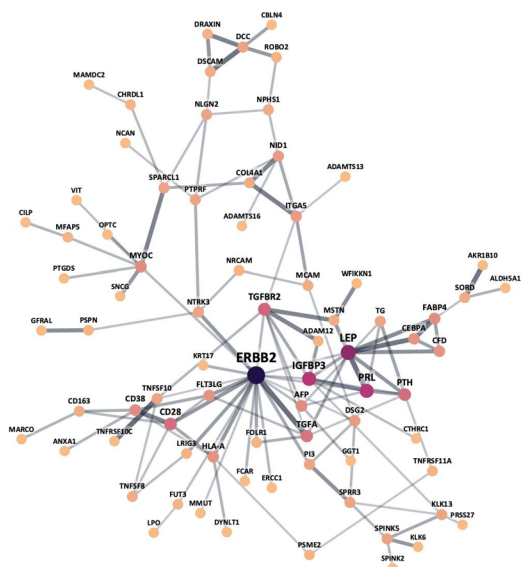 CBLN4
DRAXIN
DCC
ROBO2
DSCAM
MAMDC2
CHRDL1
NLGN2
NPHS1
NCAN
NID1
SPARCL1
COL4A1
ADAMTS13
PTPRF
VIT
ITGA5
CILP
OPTC
ADAMTS16
MFAP5
MYOC
NRCAM
AKR1B10
PTGDS
MCAM
WFIKKN1
SORD
ALDH5A1
SNCG
NTRK3
TGFBR2
FABP4
MSTN
TG
GFRAL
PSPN
ADAM12
CEBPA
LEP
CFD
KRT17
ERBB2
IGFBP3
PRL
PTH
TNFSF10
FLT3LG
AFP
CD163
CD38
CD28
DSG2
MARCO
ANXA1
TNFRSF10C
TGFA
CTHRC1
LRIG3
HLA-A
FOLR1
GGT1
PI3
TNFRSF11A
FCAR
ERCC1
TNFSF8
FUT3
MMUT
SPRR3
KLK13
PRSS27
LPO
DYNLT1
SPINK5
PSME2
KLK6
SPINK2